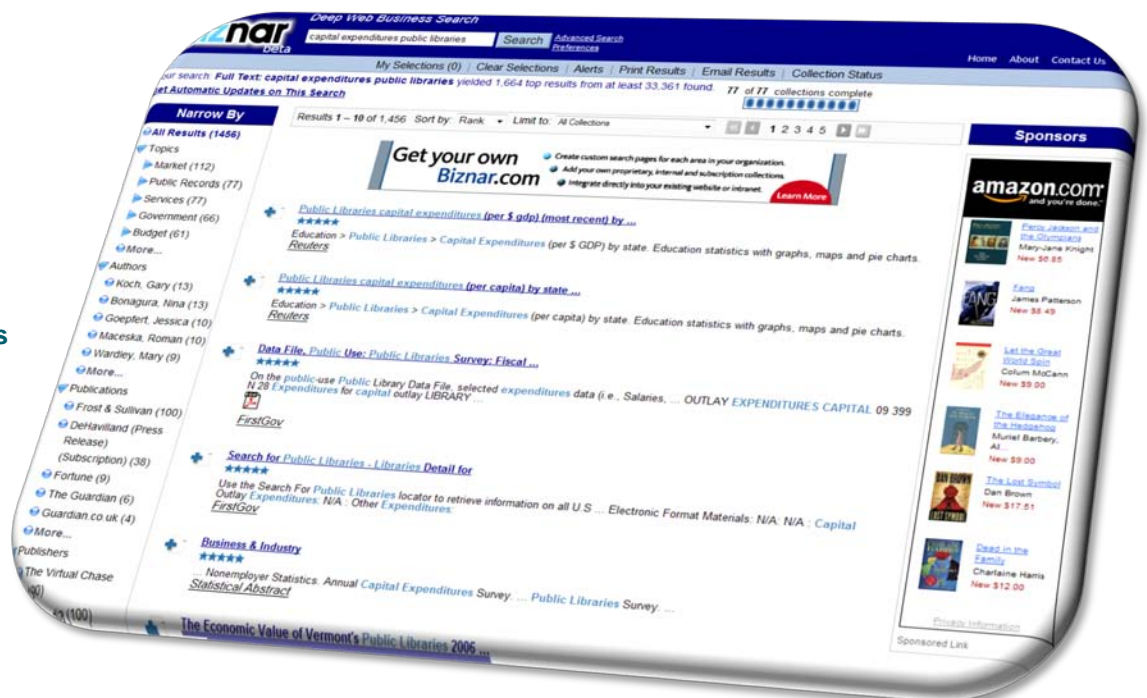 znar
beta
Deep Web Business Search
capital expenditures public libraries
Search
Advanced Search
Preferences
Home About Contact Us
My Selections (0) | Clear Selections | Alerts | Print Results | Email Results | Collection Status
our search Full Text: capital expenditures public libraries yielded 1,664 top results from at least 33,361 found.
77 of 77 collections complete
et Automatic Updates on This Search
Narrow By
All Results (1456)
Topics
Market (112)
Public Records (77)
Services (77)
Government (66)
Budget (61)
More...
Authors
Koch, Gary (13)
Bonagura, Nina (13)
Goepfert, Jessica (10)
Maceska, Roman (10)
Wardley, Mary (9)
More...
Publications
Frost & Sullivan (100)
DeHavilland (Press
Release)
(Subscription) (38)
Fortune (9)
The Guardian (6)
Guardian.co.uk (4)
More...
Publishers
The Virtual Chase
(100)
s
Results 1 – 10 of 1,456 Sort by: Rank Limit to: All Collections
1 2 3 4 5
Get your own
Biznar.com
Create custom search pages for each area in your organization.
Add your own proprietary, internal and subscription collections.
Integrate directly into your existing website or intranet.
Learn More
Public Libraries capital expenditures (per $ gdp) (most recent) by ...
Education > Public Libraries > Capital Expenditures (per $ GDP) by state. Education statistics with graphs, maps and pie charts.
Reuters
Public Libraries capital expenditures (per capita) by state ...
Education > Public Libraries > Capital Expenditures (per capita) by state. Education statistics with graphs, maps and pie charts.
Reuters
Data File, Public Use: Public Libraries Survey: Fiscal ...
On the public-use Public Library Data File, selected expenditures data (i.e., Salaries, ... OUTLAY EXPENDITURES CAPITAL 09 399
N 28 Expenditures for capital outlay LIBRARY ...
FirstGov
Search for Public Libraries - Libraries Detail for
Use the Search For Public Libraries locator to retrieve information on all U.S ... Electronic Format Materials: N/A: N/A : Capital
Outlay Expenditures: N/A : Other Expenditures:
FirstGov
Business & Industry
... Nonemployer Statistics. Annual Capital Expenditures Survey. ... Public Libraries Survey. ...
Statistical Abstract
The Economic Value of Vermont's Public Libraries 2006 ...
Sponsors
amazon.com
and you're done.
Percy Jackson and
the Olympians
Mary-Jane Knight
New $6.85
FANG
Fang
James Patterson
New $8.49
Let the Great
World Spin
Colum McCann
New $9.00
The Elegance of
the Hedgehog
Muriel Barbery,
Al...
New $9.00
DAN BROWN
LOST SYMBOL
The Lost Symbol
Dan Brown
New $17.51
Dead in the
Family
Charlaine Harris
New $12.00
Privacy Information
Sponsored Link